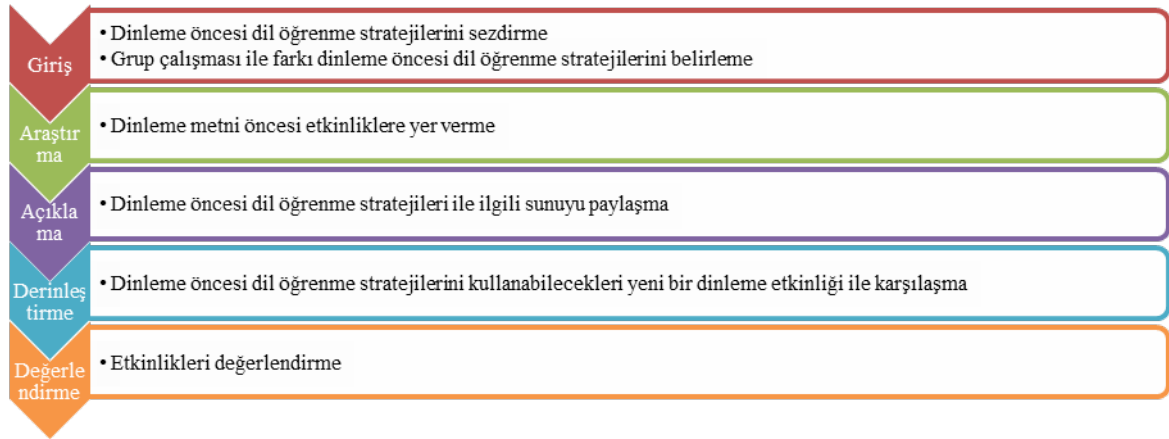 Giriş
• Dinleme öncesi dil öğrenme stratejilerini sezdirme
• Grup çalışması ile farkı dinleme öncesi dil öğrenme stratejilerini belirleme
Araştır
ma
• Dinleme metni öncesi etkinliklere yer verme
Açıkla
ma
• Dinleme öncesi dil öğrenme stratejileri ile ilgili sunuyu paylaşma
Derinleş
tirme
• Dinleme öncesi dil öğrenme stratejilerini kullanabilecekleri yeni bir dinleme etkinliği ile karşılaşma
Değerle
ndirme
• Etkinlikleri değerlendirme